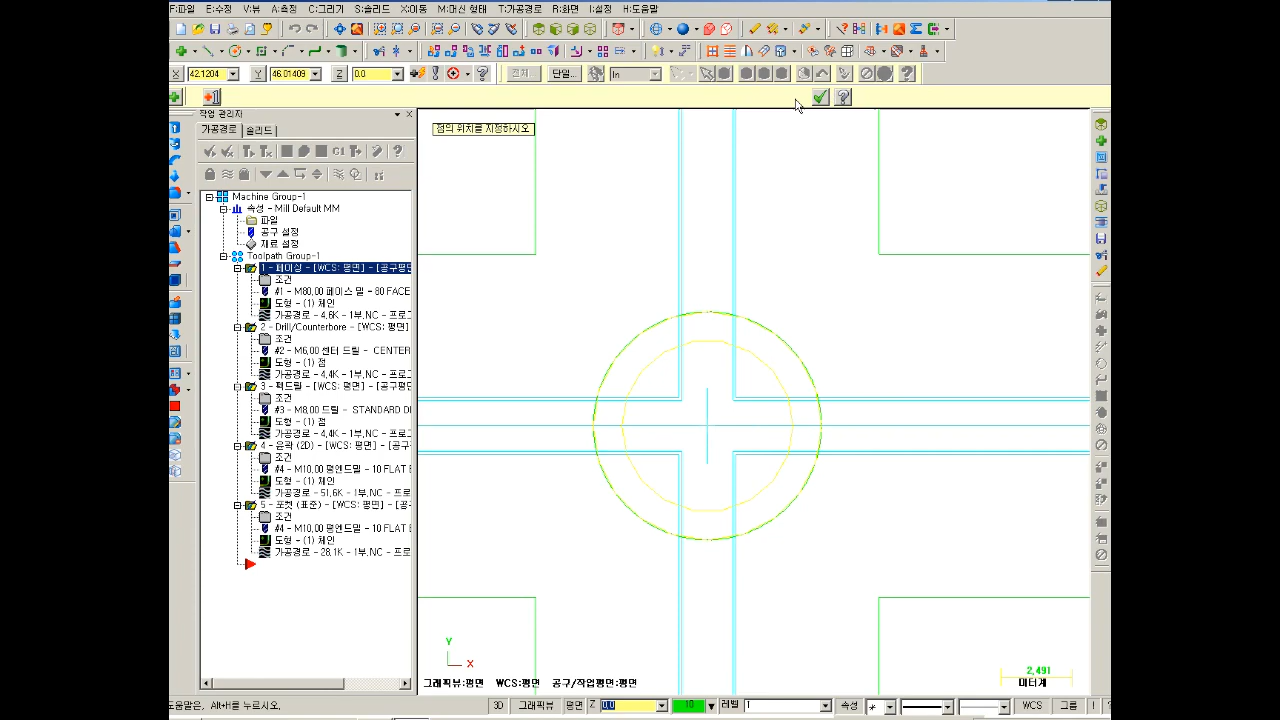 F:파일 E:수정 V:뷰 A:측정 C:그리기 S:솔리드 X:이동 M:머신 형태 T:가공경로 R:화면 I:설정 H:도움말
X 42.1204 Y 46.01409 Z 0.0 전체... 단일... In
작업 관리자
점의 위치를 지정하시오
가공경로 솔리드
G1
Machine Group-1
속성 - Mill Default MM
파일
공구 설정
재료 설정
Toolpath Group-1
1 - 페이싱 - [WCS: 평면] - [공구평면
조건
#1 - M80,00 페이스 밀 - 80 FACE
도형 - (1) 체인
가공경로 - 4,6K - 1부,NC - 프로
2 - Drill/Counterbore - [WCS: 평면]
조건
#2 - M6,00 센터 드릴 - CENTER
도형 - (1) 점
가공경로 - 4,4K - 1부,NC - 프로
3 - 펙드릴 - [WCS: 평면] - [공구평
조건
#3 - M8,00 드릴 - STANDARD D
도형 - (1) 점
가공경로 - 4,4K - 1부,NC - 프로
4 - 윤곽 (2D) - [WCS: 평면] - [공구
조건
#4 - M10,00 평엔드밀 - 10 FLAT E
도형 - (1) 체인
가공경로 - 51,6K - 1부,NC - 프로
5 - 포켓 (표준) - [WCS: 평면] - [공
조건
#4 - M10,00 평엔드밀 - 10 FLAT E
도형 - (1) 체인
가공경로 - 28,1K - 1부,NC - 프로
Y
X
2,491
그래픽뷰:평면 WCS:평면 공구/작업평면:평면 미터계
도움말은, Alt+H를 누르시오. 3D 그래픽뷰 평면 Z 0,0 10 레벨 1 속성 WCS 그룹